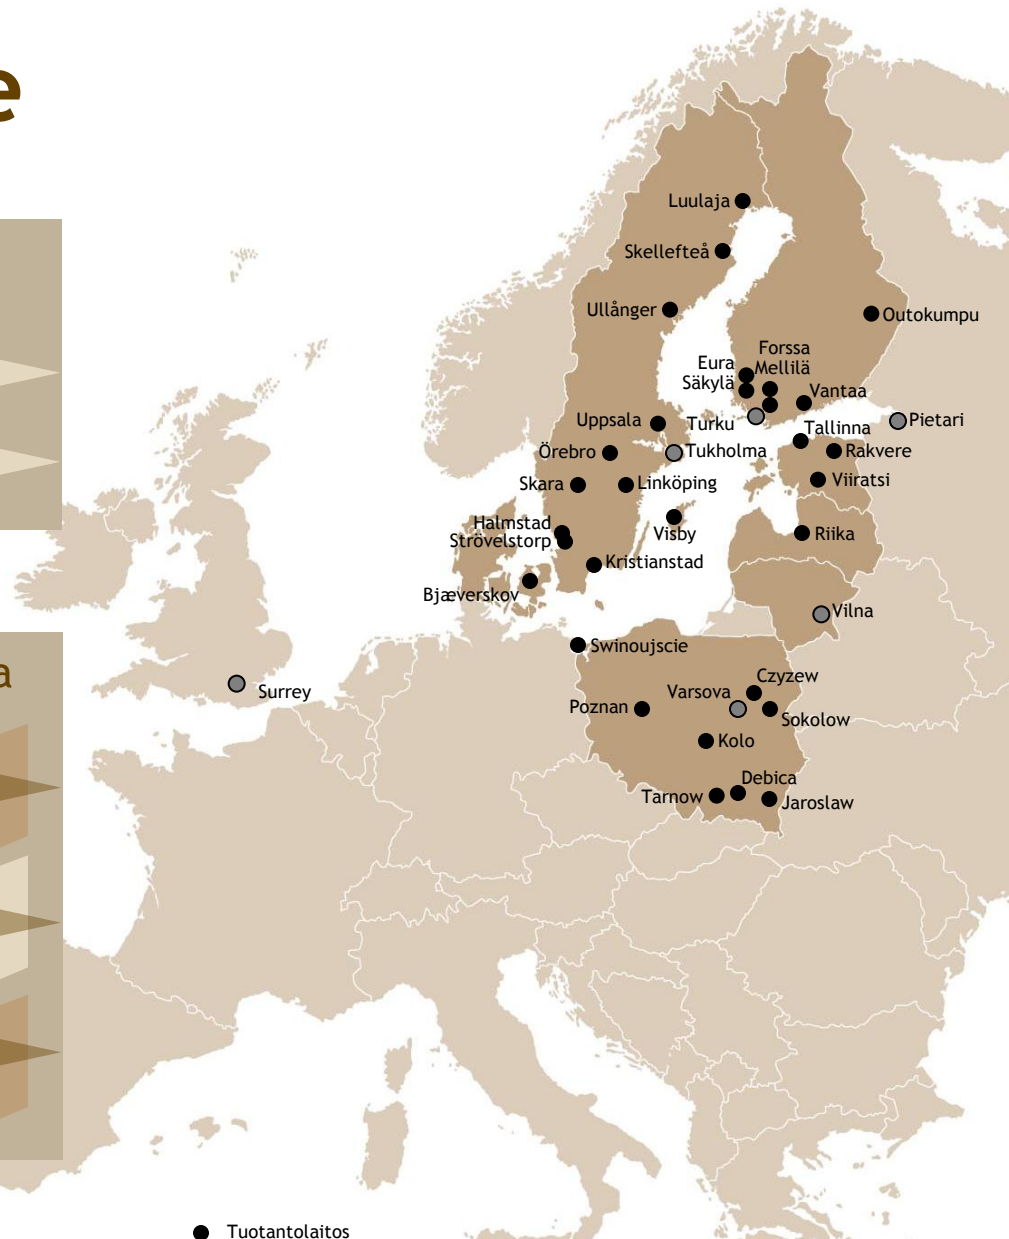 e
Luulaja
Skellefteå
Ullånger
Outokumpu
Forssa
Eura
Mellilä
Säkylä
Vantaa
Uppsala
Turku
Pietari
Tallinna
Örebro
Tukholma
Rakvere
Skara
Linköping
Viiratsi
Halmstad
Visby
Riika
Strövelstorp
Kristianstad
Bjæverskov
Vilna
Swinoujscie
a
Surrey
Czyzew
Varsova
Poznan
Sokolow
Kolo
Debica
Tarnow
Jaroslaw
Tuotantolaitos